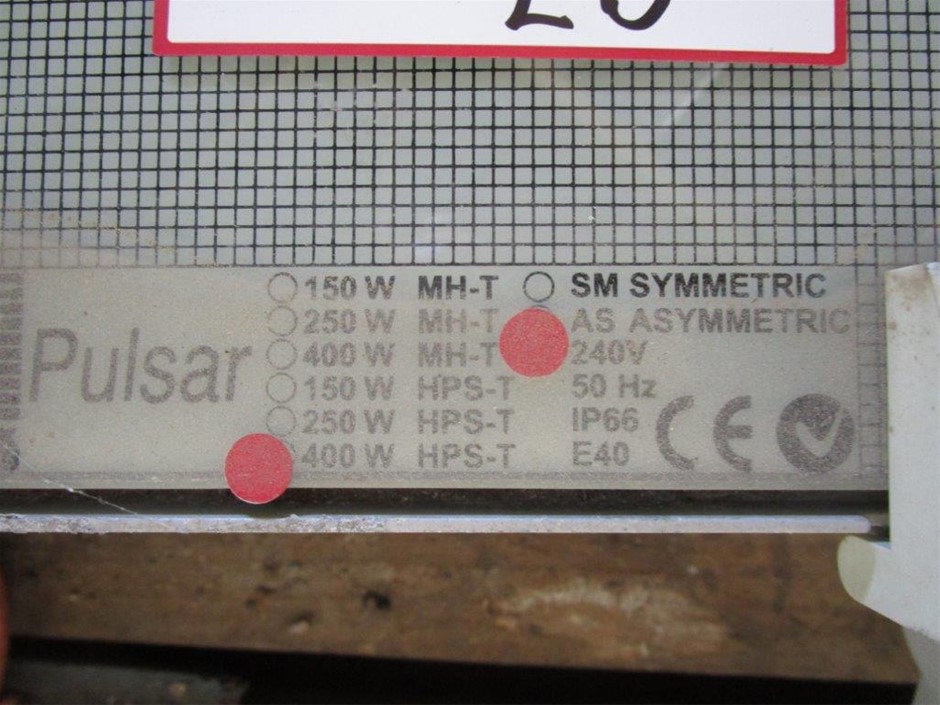 Pulsar
150 W MH-T SM SYMMETRIC
250 W MH-T AS ASYMMETRIC
400 W MH-T 240V
150 W HPS-T 50 Hz
250 W HPS-T IP66
400 W HPS-T E40
CE